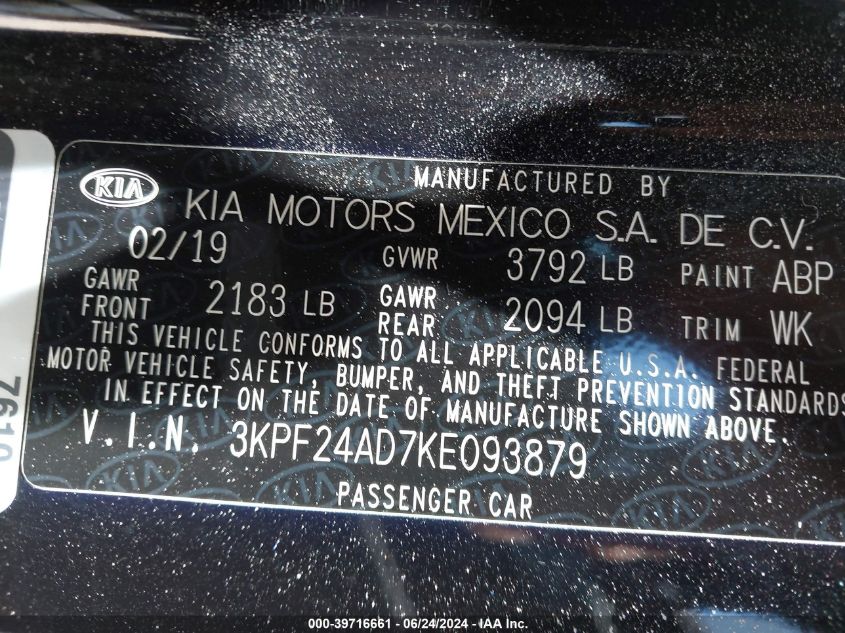 MANUFACTURED BY
KIA KIA MOTORS MEXICO S.A. DE C.V.
02/19 GVWR 3792 LB PAINT ABP
GAWR FRONT 2183 LB GAWR REAR 2094 LB TRIM WK
THIS VEHICLE CONFORMS TO ALL APPLICABLE U.S.A. FEDERAL
MOTOR VEHICLE SAFETY, BUMPER, AND THEFT PREVENTION STANDARDS
IN EFFECT ON THE DATE OF MANUFACTURE SHOWN ABOVE.
V.I.N. 3KPF24AD7KE093879
PASSENGER CAR
000-39716661 - 06/24/2024 - IAA Inc.